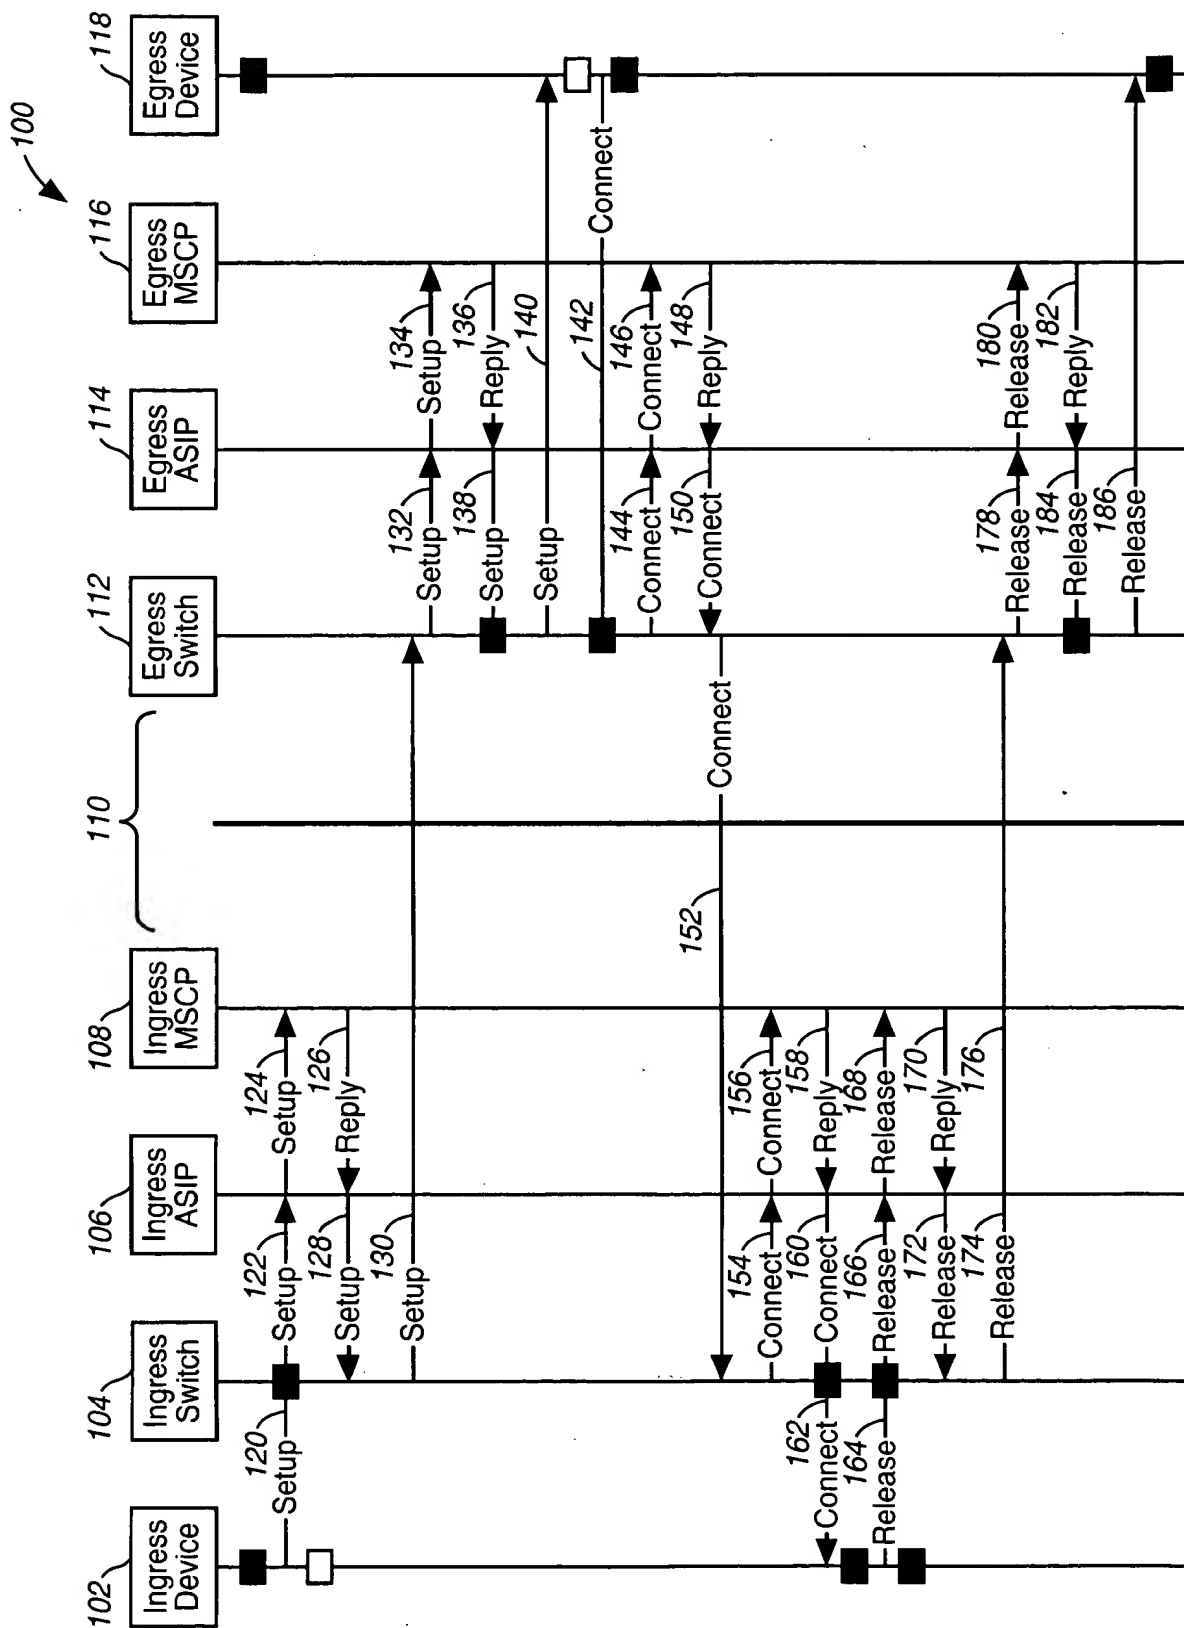 100
102
Ingress
Device
104
Ingress
Switch
106
Ingress
ASIP
108
Ingress
MSCP
110
112
Egress
Switch
114
Egress
ASIP
116
Egress
MSCP
118
Egress
Device
120
Setup
122
Setup
124
Setup
126
Reply
128
Setup
130
Setup
132
Setup
134
Setup
136
Reply
138
Setup
140
Setup
142
Connect
144
Connect
146
Connect
148
Reply
150
Connect
152
Connect
154
Connect
156
Connect
158
Reply
160
Connect
162
Connect
164
Release
166
Release
168
Release
170
Reply
172
Release
174
Release
176
178
Release
180
Release
182
Reply
184
Release
186
Release